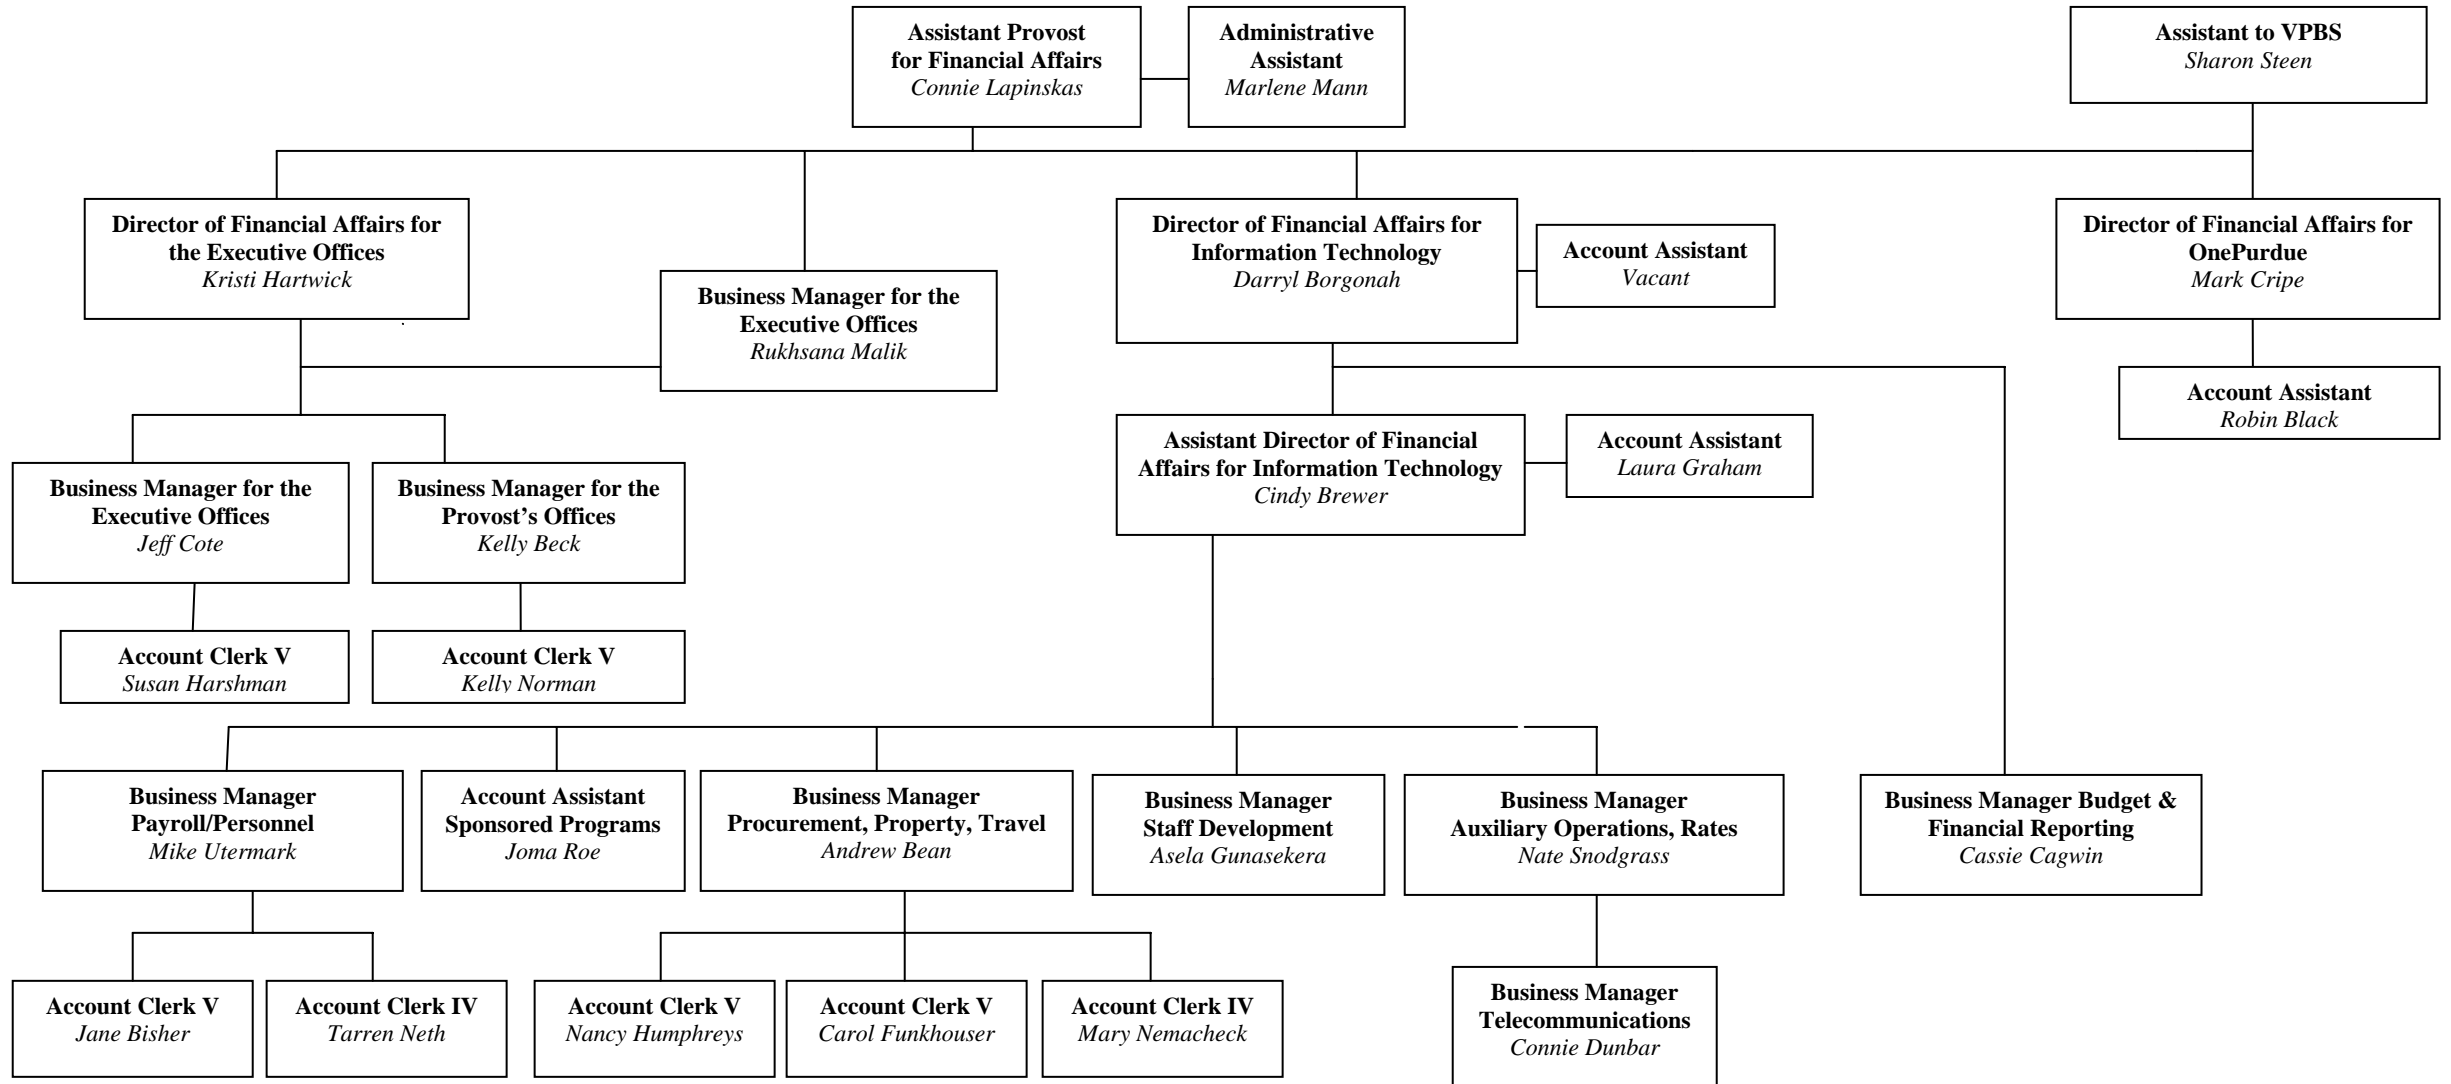 Assistant Provost
for Financial Affairs
Connie Lapinskas
Administrative
Assistant
Marlene Mann
Assistant to VPBS
Sharon Steen
Director of Financial Affairs for
the Executive Offices
Kristi Hartwick
Business Manager for the
Executive Offices
Rukhsana Malik
Director of Financial Affairs for
Information Technology
Darryl Borgonah
Account Assistant
Vacant
Director of Financial Affairs for
OnePurdue
Mark Cripe
Account Assistant
Robin Black
Assistant Director of Financial
Affairs for Information Technology
Cindy Brewer
Account Assistant
Laura Graham
Business Manager for the
Executive Offices
Jeff Cote
Business Manager for the
Provost’s Offices
Kelly Beck
Account Clerk V
Susan Harshman
Account Clerk V
Kelly Norman
Business Manager
Payroll/Personnel
Mike Utermark
Account Assistant
Sponsored Programs
Joma Roe
Business Manager
Procurement, Property, Travel
Andrew Bean
Business Manager
Staff Development
Asela Gunasekera
Business Manager
Auxiliary Operations, Rates
Nate Snodgrass
Business Manager Budget &
Financial Reporting
Cassie Cagwin
Account Clerk V
Jane Bisher
Account Clerk IV
Tarren Neth
Account Clerk V
Nancy Humphreys
Account Clerk V
Carol Funkhouser
Account Clerk IV
Mary Nemacheck
Business Manager
Telecommunications
Connie Dunbar